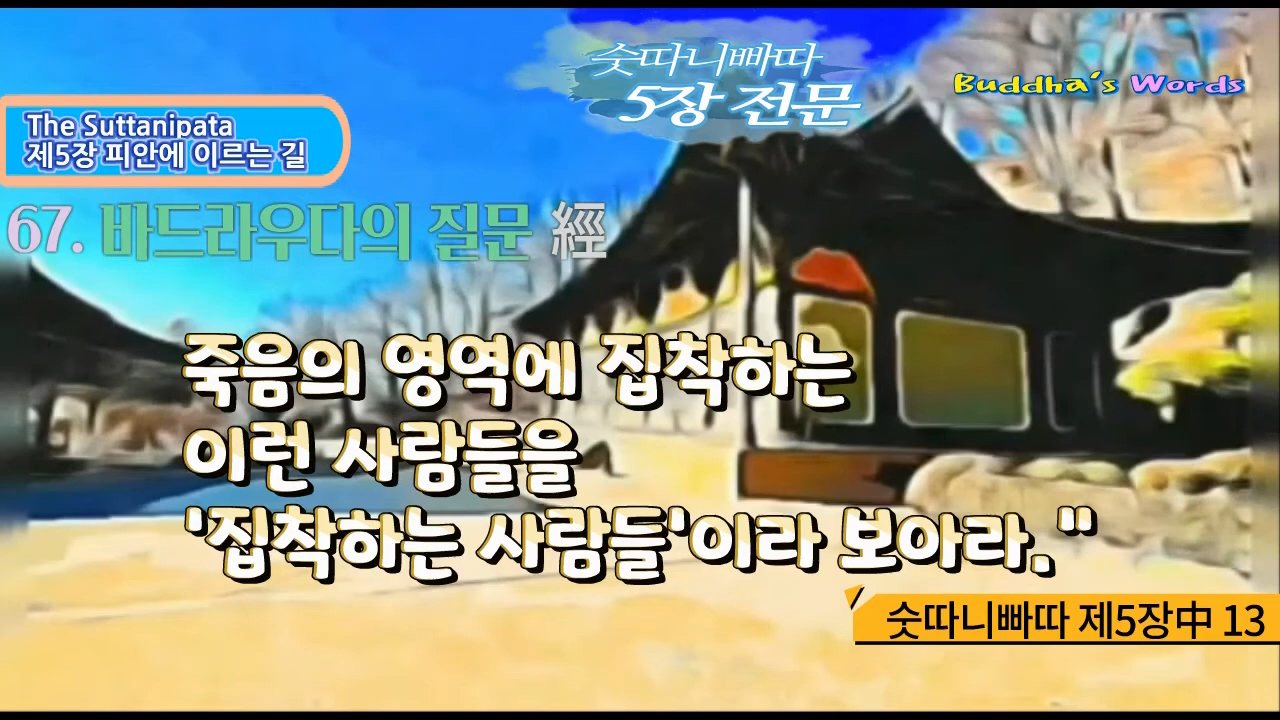 숫따니빠따
5장 전문
Buddha's Words
The Suttanipata
제5장 피안에 이르는 길
67. 바드라우다의 질문 經
죽음의 영역에 집착하는
이런 사람들을
'집착하는 사람들'이라 보아라."
숫따니빠따 제5장中 13